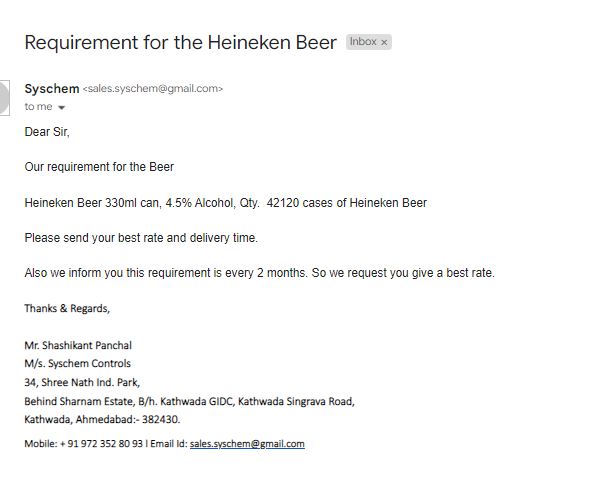 Requirement for the Heineken Beer Inbox x
Syschem <sales.syschem@gmail.com>
to me
Dear Sir,
Our requirement for the Beer
Heineken Beer 330ml can, 4.5% Alcohol, Qty. 42120 cases of Heineken Beer
Please send your best rate and delivery time.
Also we inform you this requirement is every 2 months. So we request you give a best rate.
Thanks & Regards,
Mr. Shashikant Panchal
M/s. Syschem Controls
34, Shree Nath Ind. Park,
Behind Sharnam Estate, B/h. Kathwada GIDC, Kathwada Singrava Road,
Kathwada, Ahmedabad:- 382430.
Mobile: + 91 972 352 80 93 I Email Id: sales.syschem@gmail.com